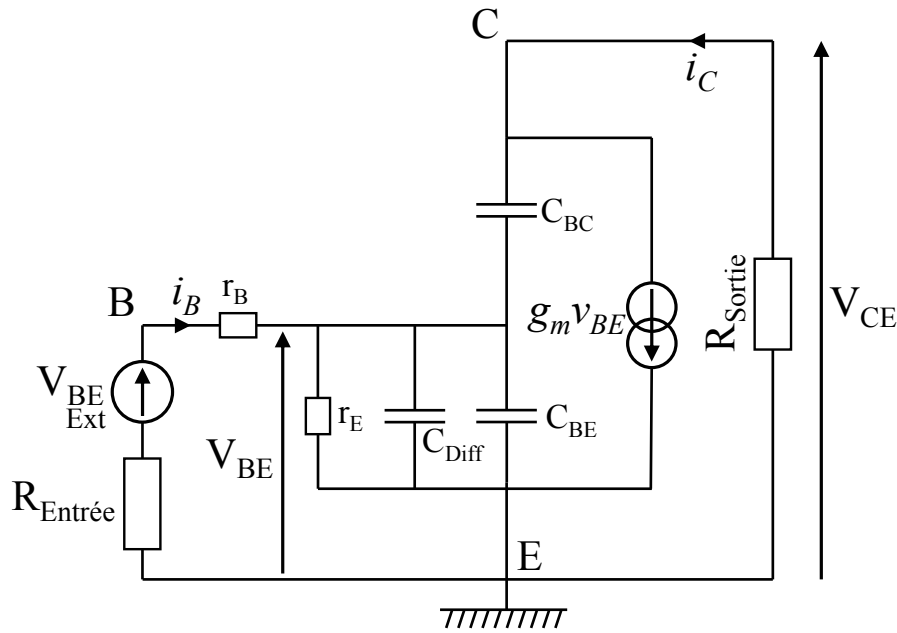 C
i_C
C_BC
B
i_B
r_B
g_m v_BE
R_Sortie
V_CE
V_BE
Ext
r_E
C_Diff
C_BE
V_BE
R_Entrée
E